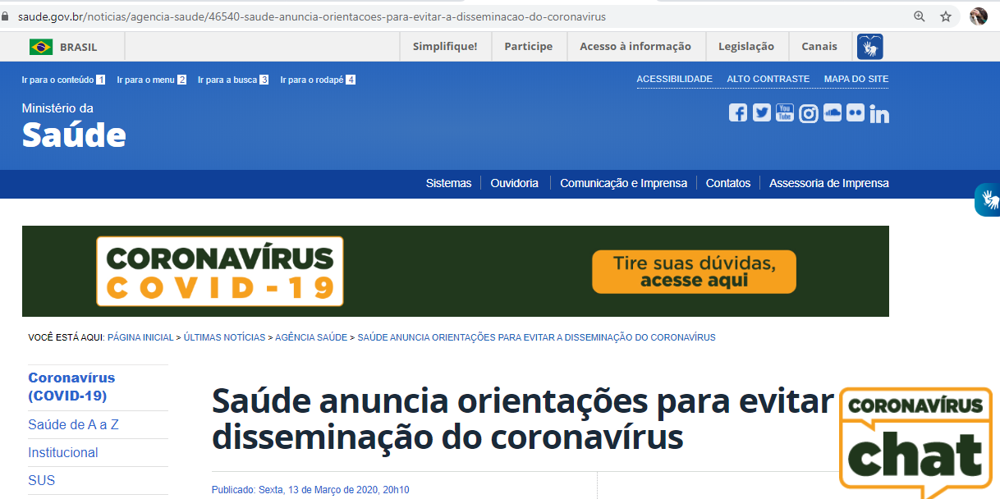 saude.gov.br/noticias/agencia-saude/46540-saude-anuncia-orientacoes-para-evitar-a-disseminacao-do-coronavirus
BRASIL Simplifique! Participe Acesso à informação Legislação Canais
Ir para o conteúdo 1 Ir para o menu 2 Ir para a busca 3 Ir para o rodapé 4 ACESSIBILIDADE ALTO CONTRASTE MAPA DO SITE
Ministério da
Saúde
You
Tube
in
Sistemas Ouvidoria Comunicação e Imprensa Contatos Assessoria de Imprensa
CORONAVÍRUS
COVID-19
Tire suas dúvidas,
acesse aqui
VOCÊ ESTÁ AQUI: PÁGINA INICIAL > ÚLTIMAS NOTÍCIAS > AGÊNCIA SAÚDE > SAÚDE ANUNCIA ORIENTAÇÕES PARA EVITAR A DISSEMINAÇÃO DO CORONAVÍRUS
Coronavírus
(COVID-19)
Saúde de A a Z
Institucional
SUS
Saúde anuncia orientações para evitar
disseminação do coronavírus
Publicado: Sexta, 13 de Março de 2020, 20h10
CORONAVÍRUS
chat